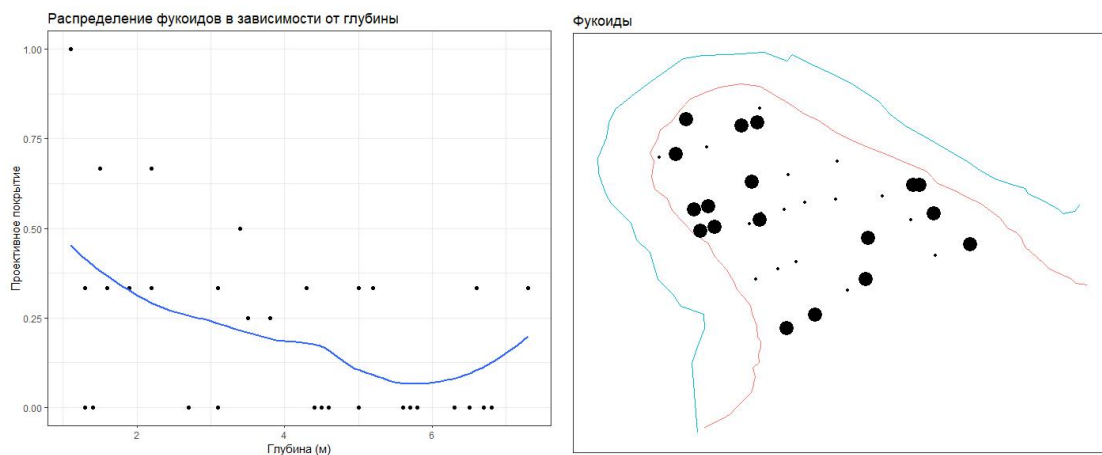 Распределение фукоидов в зависимости от глубины
Проективное покрытие
1.00
0.75
0.50
0.25
0.00
2
4
6
Глубина (м)
Фукоиды